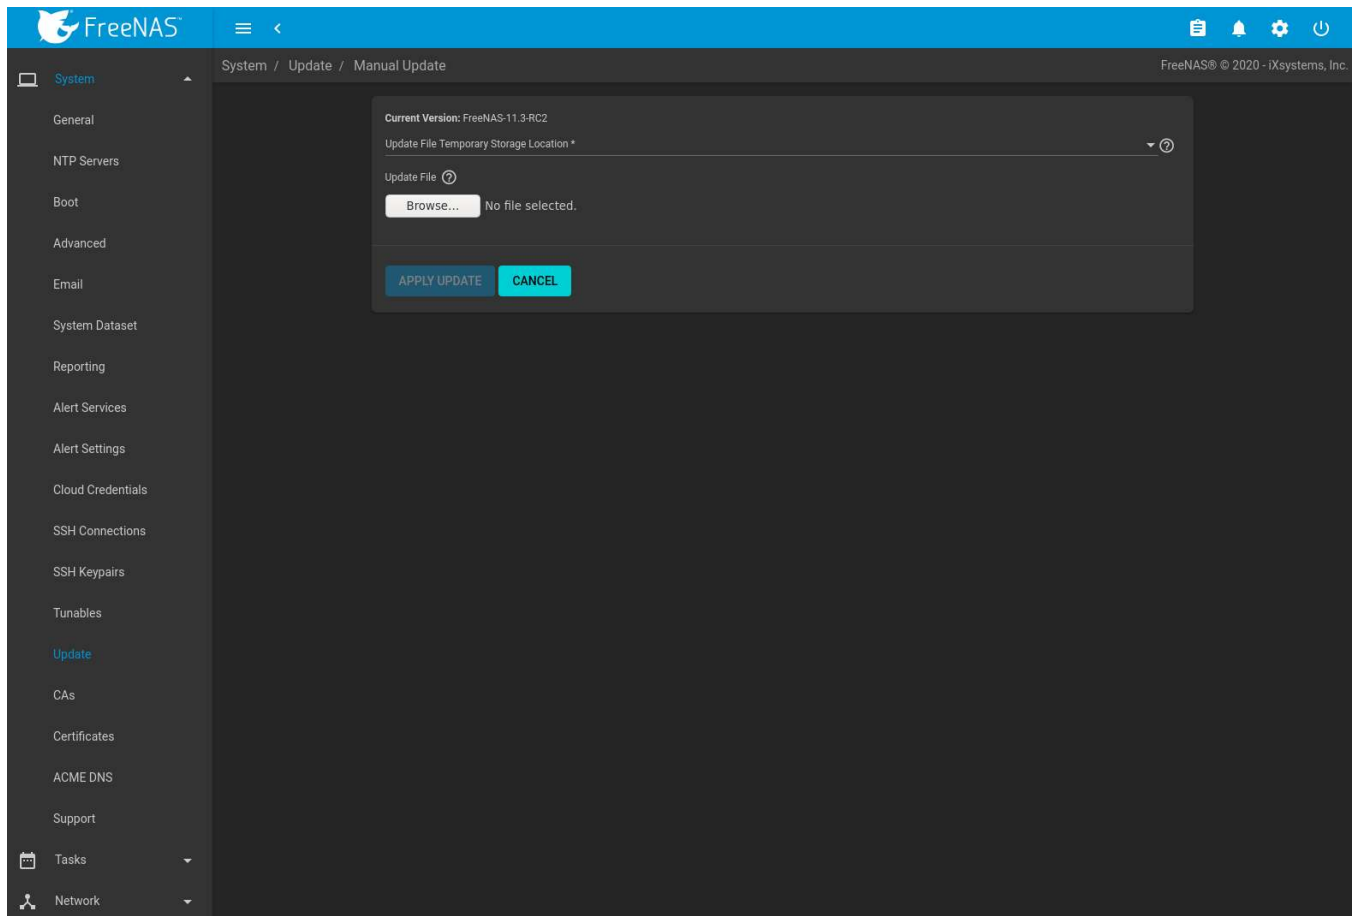 FreeNAS®
System / Update / Manual Update
FreeNAS® © 2020 - iXsystems, Inc.
System
General
NTP Servers
Boot
Advanced
Email
System Dataset
Reporting
Alert Services
Alert Settings
Cloud Credentials
SSH Connections
SSH Keypairs
Tunables
Update
CAs
Certificates
ACME DNS
Support
Tasks
Network
Current Version: FreeNAS-11.3-RC2
Update File Temporary Storage Location *
Update File
Browse... No file selected.
APPLY UPDATE CANCEL